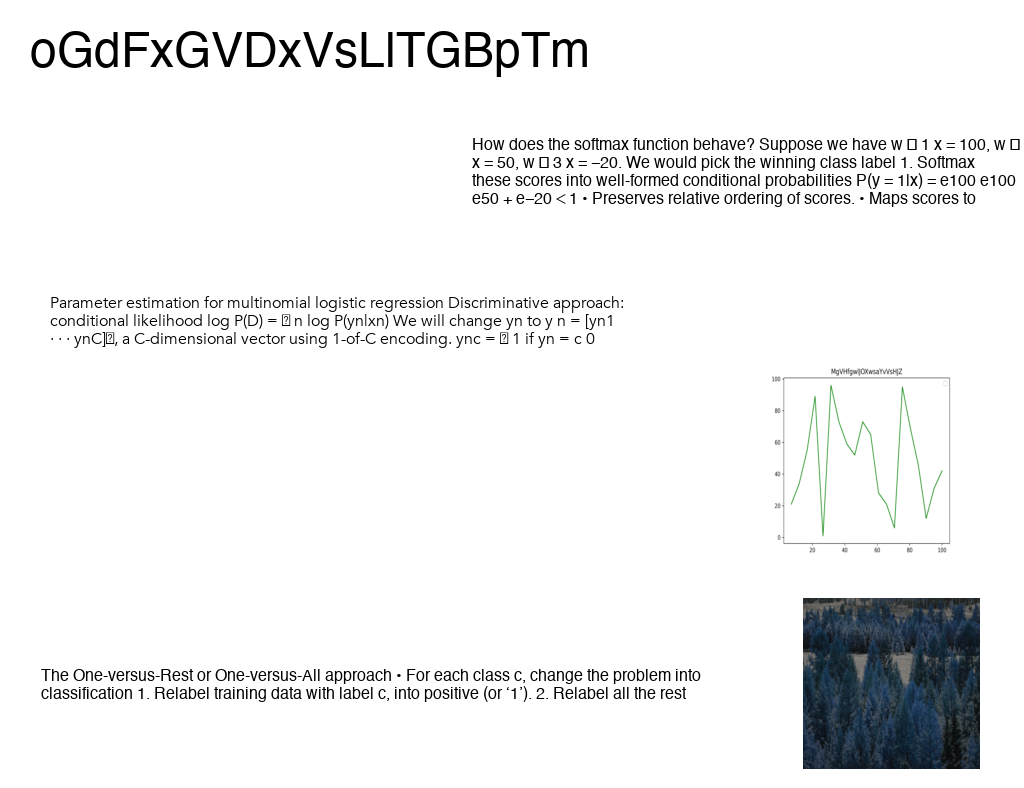 oGdFxGVDxVsLlTGBpTm
How does the softmax function behave? Suppose we have w □ 1 x = 100, w □
x = 50, w □ 3 x = –20. We would pick the winning class label 1. Softmax
these scores into well-formed conditional probabilities P(y = 1|x) = e100 e100
e50 + e–20 < 1 • Preserves relative ordering of scores. • Maps scores to
Parameter estimation for multinomial logistic regression Discriminative approach:
conditional likelihood log P(D) = □ n log P(yn|xn) We will change yn to y n = [yn1
· · · ynC]□, a C-dimensional vector using 1-of-C encoding. ync = □ 1 if yn = c 0
MgVHfgwlJOXwsaYvVsHJZ
100
80
60
40
20
0
20 40 60 80 100
The One-versus-Rest or One-versus-All approach • For each class c, change the problem into
classification 1. Relabel training data with label c, into positive (or ‘1’). 2. Relabel all the rest